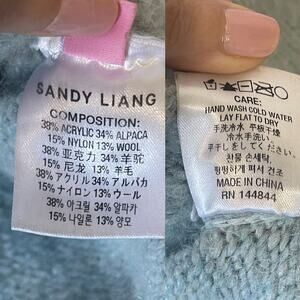 SANDY LIANG
COMPOSITION:
38% ACRYLIC 34% ALPACA
15% NYLON 13% WOOL
38% 亚克力 34% 羊驼
15% 尼龙 13% 羊毛
38% アクリル 34% アルパカ
15% ナイロン 13% ウール
38% 아크릴 34% 알파카
15% 나일론 13% 양모
CARE:
HAND WASH COLD WATER
LAY FLAT TO DRY
手洗冷水 平板干燥
冷水手洗い
平干しをしてください。
찬물 손세탁,
평평하게 펴서 건조
MADE IN CHINA
RN 144844